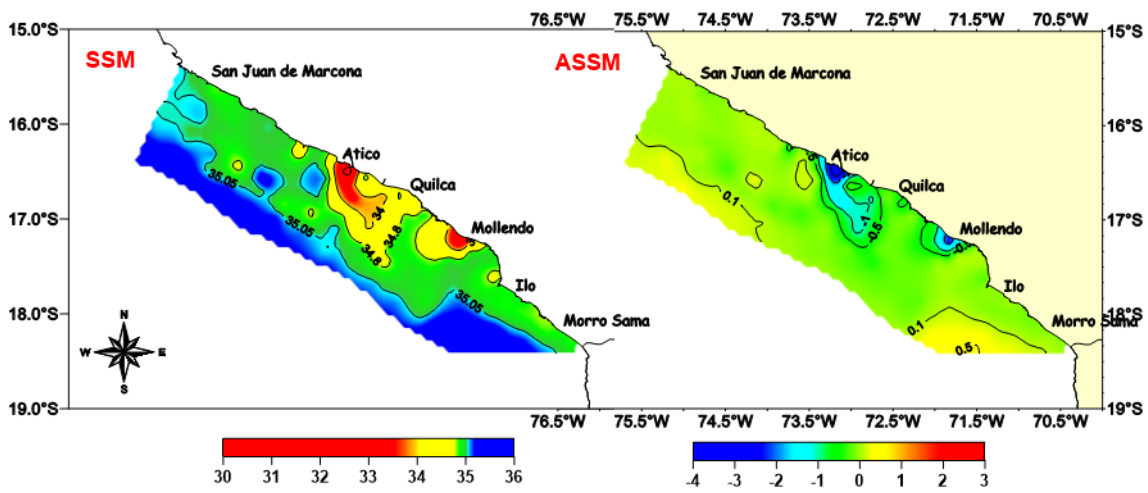 76.5°W 75.5°W 74.5°W 73.5°W 72.5°W 71.5°W 70.5°W
15.0°S 15°S
SSM ASSM
San Juan de Marcona San Juan de Marcona
16.0°S 16°S
Atico Atico
35.05 Quilca Quilca
34 0.1 -1
17.0°S 17°S
35.05 34.8 -0.5
34.8 Mollendo Mollendo
Ilo Ilo
35.05
18.0°S 18°S
Morro Sama 0.1 Morro Sama
N 0.5
W E
S
19.0°S 19°S
76.5°W 75.5°W 74.5°W 73.5°W 72.5°W 71.5°W 70.5°W
30 31 32 33 34 35 36 -4 -3 -2 -1 0 1 2 3